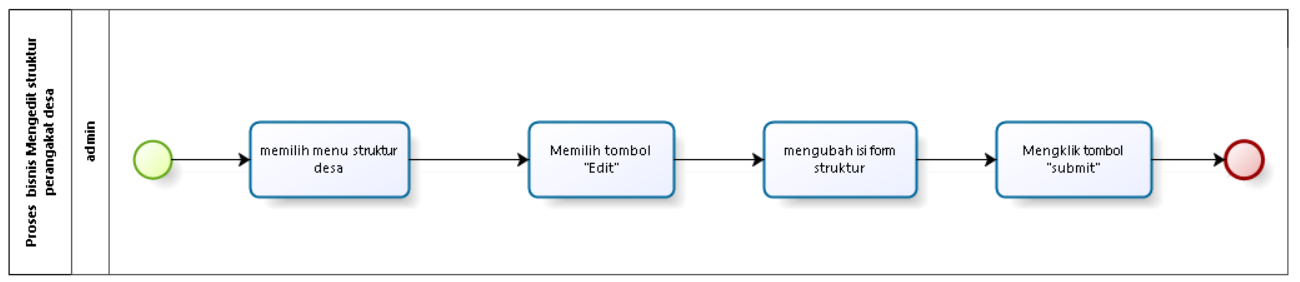 Proses bisnis Mengedit struktur
perangakat desa
admin
memilih menu struktur
desa
Memilih tombol
"Edit"
mengubah isi form
struktur
Mengklik tombol
"submit"